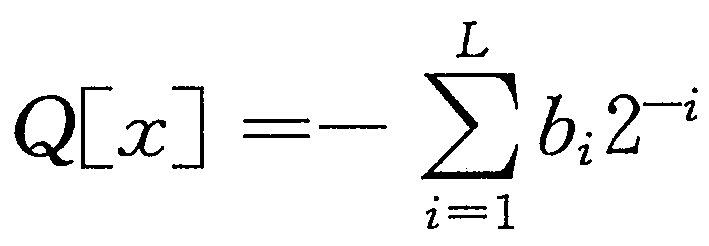 Q[x] = - \sum_{i=1}^{L} b_i 2^{-i}